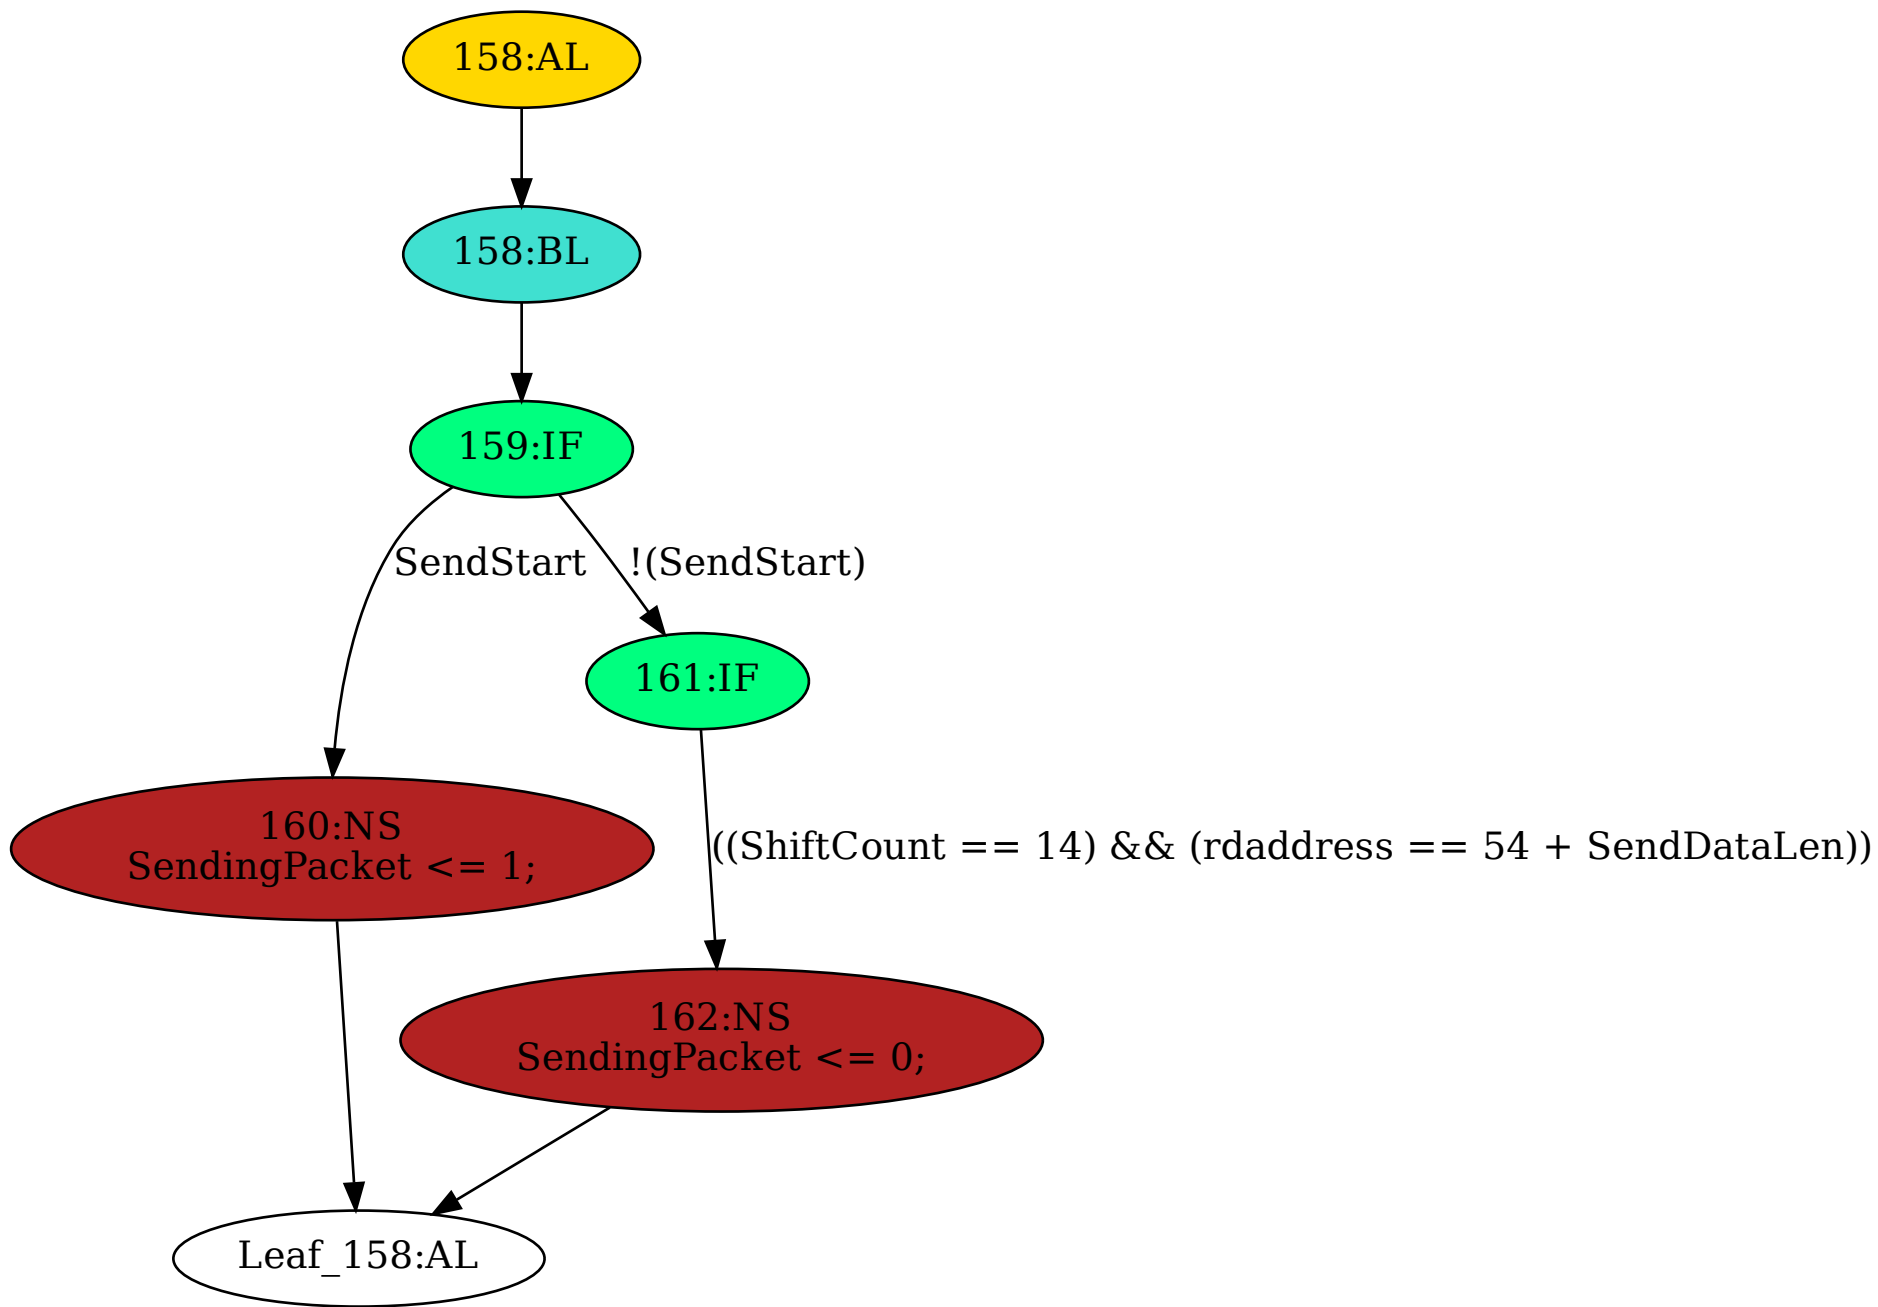 158:AL
158:BL
159:IF
SendStart
!(SendStart)
161:IF
160:NS
SendingPacket <= 1;
((ShiftCount == 14) && (rdaddress == 54 + SendDataLen))
162:NS
SendingPacket <= 0;
Leaf_158:AL